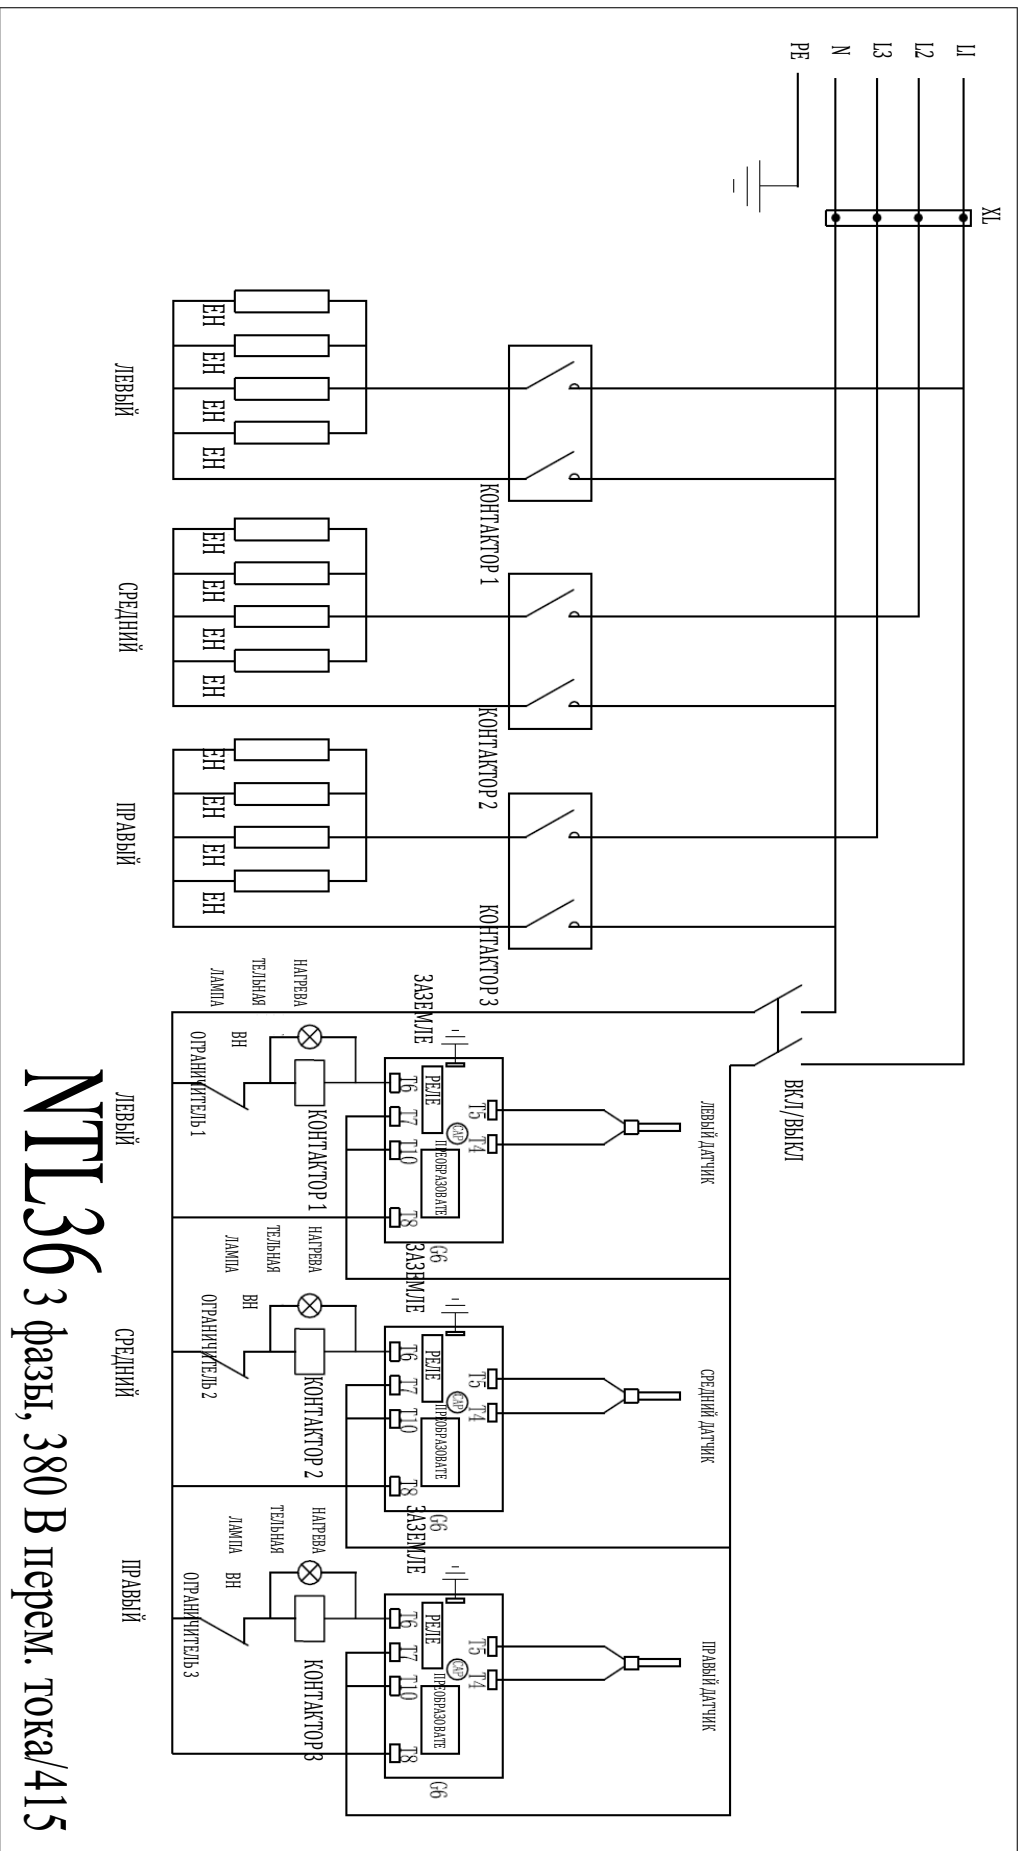 L1
L2
L3
N
PE
XL
ЕН
ЕН
ЕН
ЕН
ЛЕВЫЙ
КОНТАКТОР 1
ЕН
ЕН
ЕН
ЕН
СРЕДНИЙ
КОНТАКТОР 2
ЕН
ЕН
ЕН
ЕН
ПРАВЫЙ
КОНТАКТОР 3
ВКЛ/ВЫКЛ
ЛЕВЫЙ ДАТЧИК
ЗАЗЕМЛЕ
T5
T4
РЕЛЕ
CAP
ПРЕОБРАЗОВАТЕ
T6
T7
T10
T8
G6
НАГРЕВА
ТЕЛЬНАЯ
ЛАМПА
КОНТАКТОР 1
ВН
ОГРАНИЧИТЕЛЬ 1
ЛЕВЫЙ
СРЕДНИЙ ДАТЧИК
ЗАЗЕМЛЕ
T5
T4
РЕЛЕ
CAP
ПРЕОБРАЗОВАТЕ
T6
T7
T10
T8
G6
НАГРЕВА
ТЕЛЬНАЯ
ЛАМПА
КОНТАКТОР 2
ВН
ОГРАНИЧИТЕЛЬ 2
СРЕДНИЙ
ПРАВЫЙ ДАТЧИК
ЗАЗЕМЛЕ
T5
T4
РЕЛЕ
CAP
ПРЕОБРАЗОВАТЕ
T6
T7
T10
T8
G6
НАГРЕВА
ТЕЛЬНАЯ
ЛАМПА
КОНТАКТОР3
ВН
ОГРАНИЧИТЕЛЬ 3
ПРАВЫЙ
NTL36 3 фазы, 380 В перем. тока/415